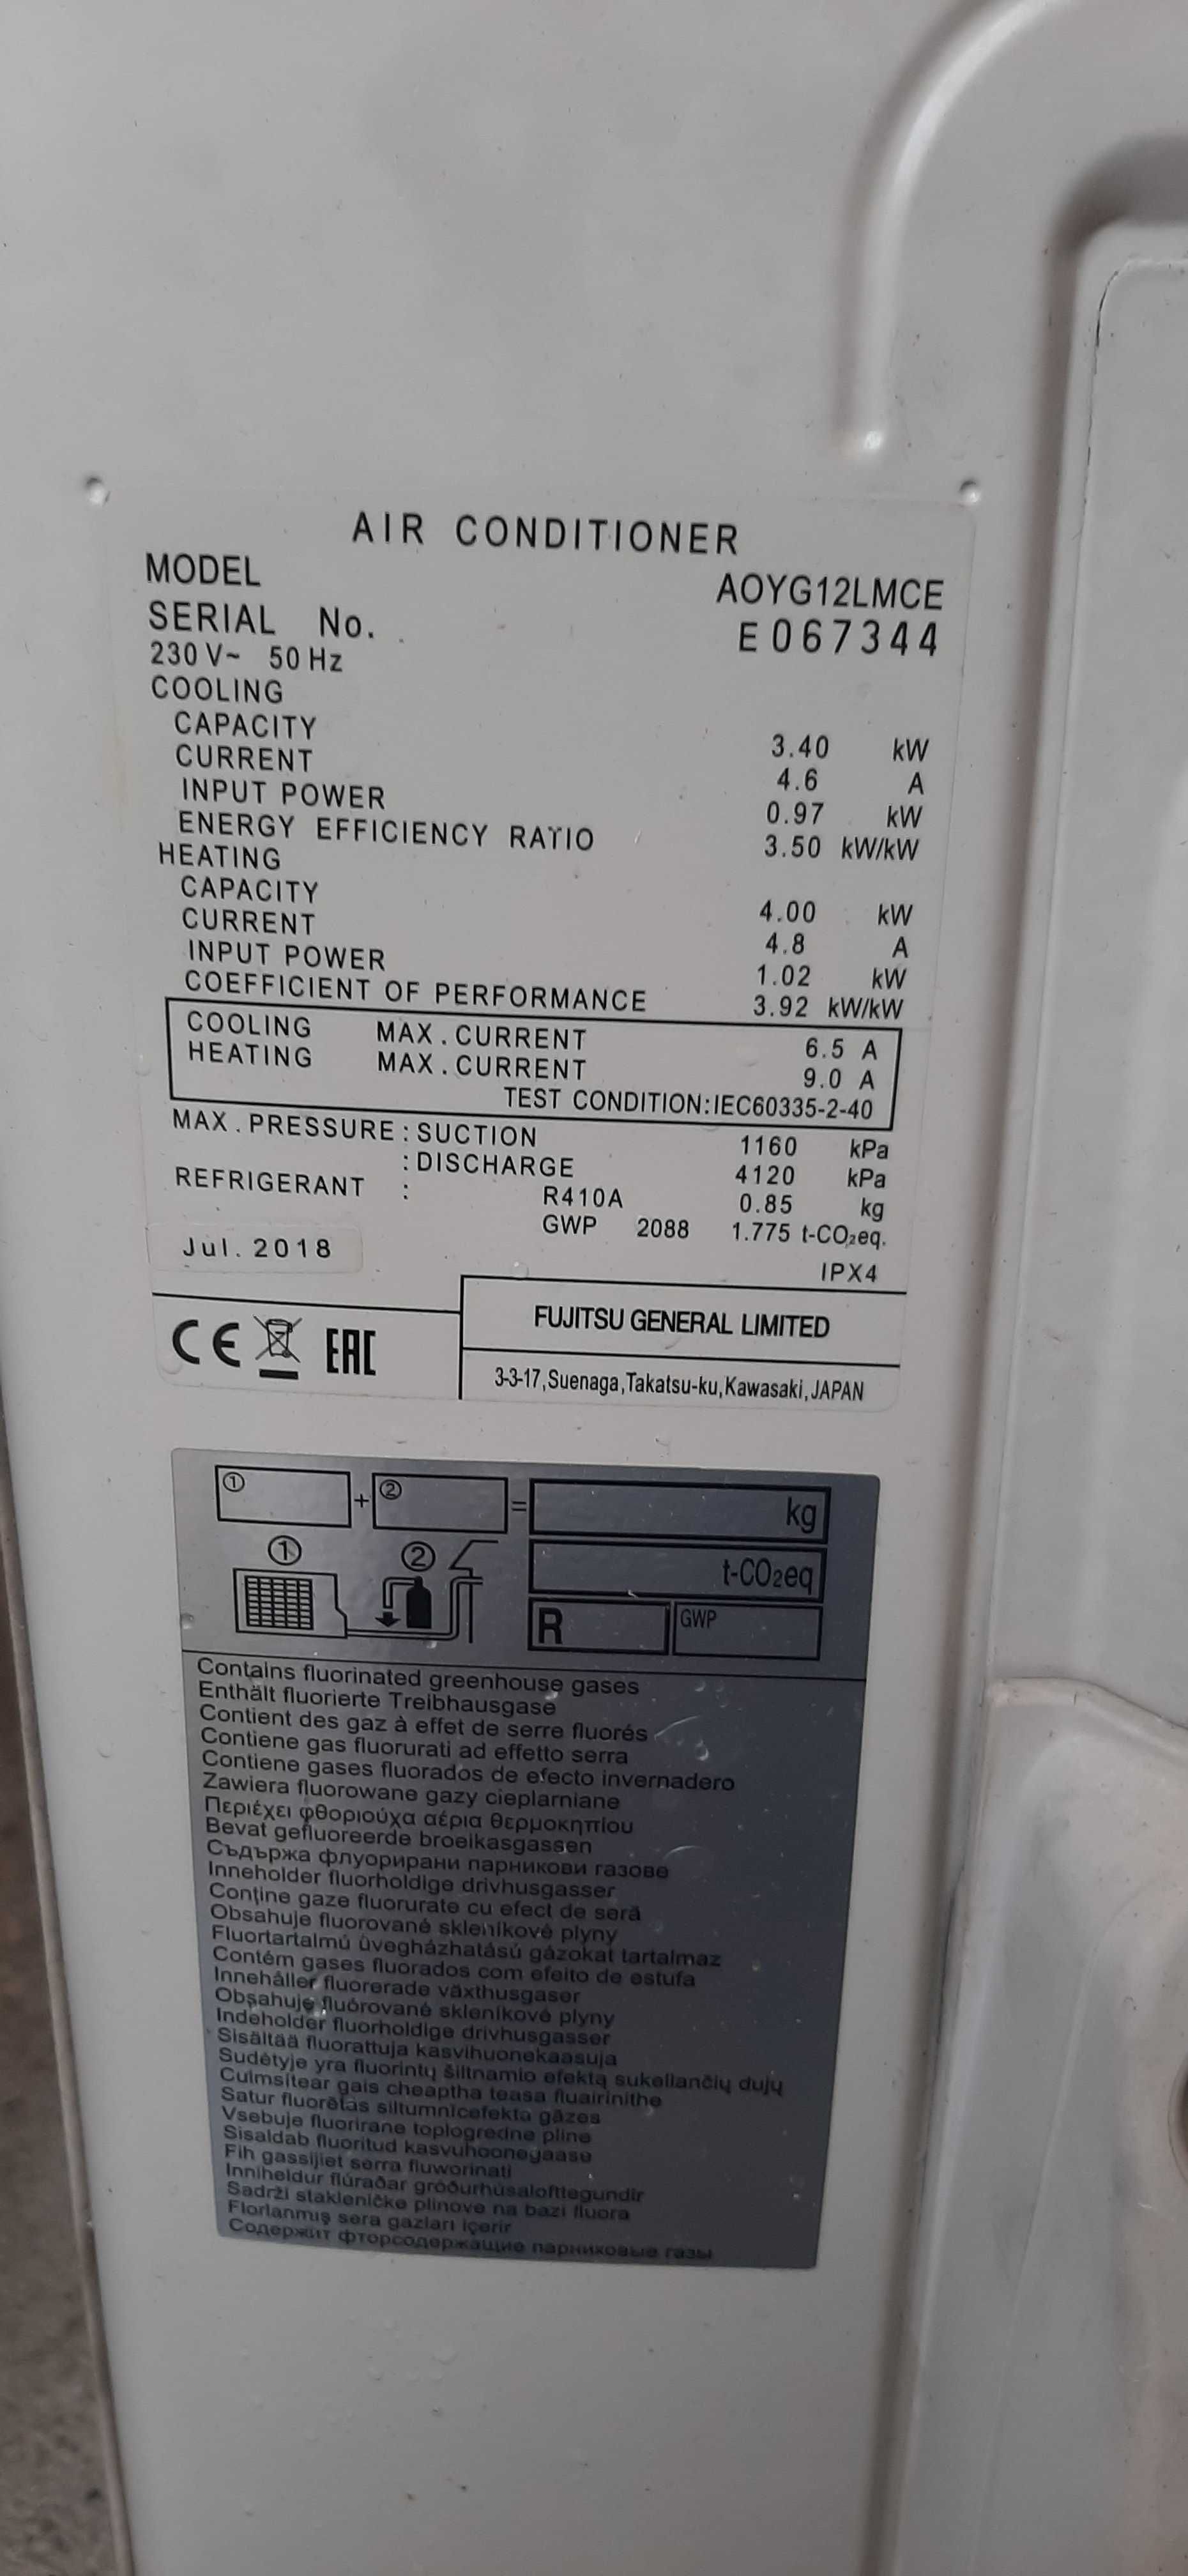 AIR CONDITIONER
MODEL AOYG12LMCE
SERIAL No. E067344
230 V~ 50 Hz
COOLING
CAPACITY 3.40 kW
CURRENT 4.6 A
INPUT POWER 0.97 kW
ENERGY EFFICIENCY RATIO 3.50 kW/kW
HEATING
CAPACITY 4.00 kW
CURRENT 4.8 A
INPUT POWER 1.02 kW
COEFFICIENT OF PERFORMANCE 3.92 kW/kW
COOLING MAX. CURRENT 6.5 A
HEATING MAX. CURRENT 9.0 A
TEST CONDITION:IEC60335-2-40
MAX. PRESSURE : SUCTION 1160 kPa
: DISCHARGE 4120 kPa
REFRIGERANT : R410A 0.85 kg
GWP 2088 1.775 t-CO₂eq.
Jul. 2018
IPX4
CE EAC
FUJITSU GENERAL LIMITED
3-3-17,Suenaga,Takatsu-ku,Kawasaki,JAPAN
① + ② = kg
① ② t-CO₂eq
R GWP
Contains fluorinated greenhouse gases
Enthält fluorierte Treibhausgase
Contient des gaz à effet de serre fluorés
Contiene gas fluorurati ad effetto serra
Contiene gases fluorados de efecto invernadero
Zawiera fluorowane gazy cieplarniane
Περιέχει φθοριούχα αέρια θερμοκηπίου
Bevat gefluoreerde broeikasgassen
Съдържа флуорирани парникови газове
Inneholder fluorholdige drivhusgasser
Conţine gaze fluorurate cu efect de seră
Obsahuje fluorované skleníkové plyny
Fluortartalmú üvegházhatású gázokat tartalmaz
Contém gases fluorados com efeito de estufa
Innehåller fluorerade växthusgaser
Obsahuje fluórované skleníkové plyny
Indeholder fluorholdige drivhusgasser
Sisältää fluorattuja kasvihuonekaasuja
Sudėtyje yra fluorintų šiltnamio efektą sukeliančių dujų
Cuimsítear gáis cheaptha teasa fluairínithe
Satur fluorētas siltumnīcefekta gāzes
Vsebuje fluorirane toplogredne pline
Sisaldab fluoritud kasvuhoonegaase
Fih gassijiet serra fluworinati
Inniheldur flúraðar gróðurhúsalofttegundir
Sadrži stakleničke plinove na bazi fluora
Florlanmış sera gazları içerir
Содержит фторсодержащие парниковые газы